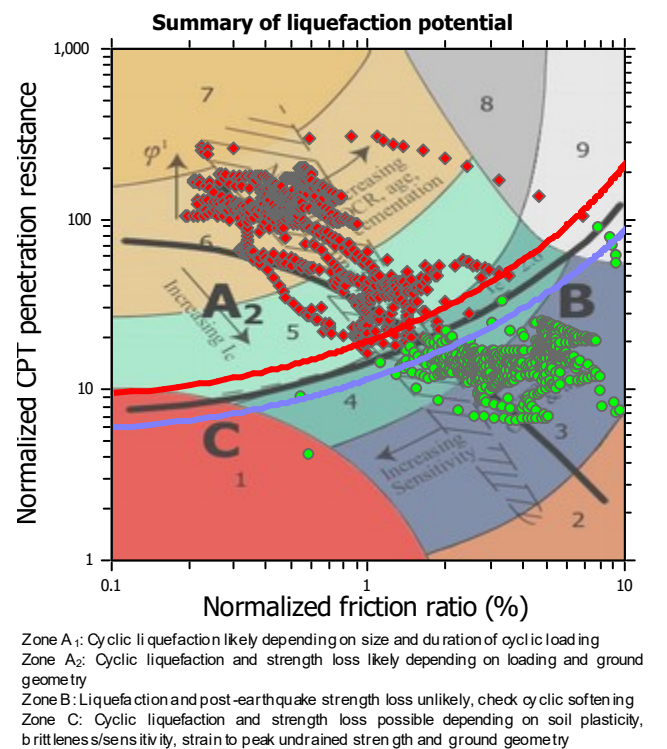 Summary of liquefaction potential
Normalized CPT penetration resistance
1,000
100
10
1
7
8
9
φ'
Increasing
OCR, age,
cementation
6
A2
B
Increasing Ic
5
4
C
3
Increasing
Sensitivity
1
2
0.1
1
10
Normalized friction ratio (%)
Zone A1: Cyclic liquefaction likely depending on size and duration of cyclic loading
Zone A2: Cyclic liquefaction and strength loss likely depending on loading and ground
geometry
Zone B: Liquefaction and post-earthquake strength loss unlikely, check cyclic softening
Zone C: Cyclic liquefaction and strength loss possible depending on soil plasticity,
brittleness/sensitivity, strain to peak undrained strength and ground geometry